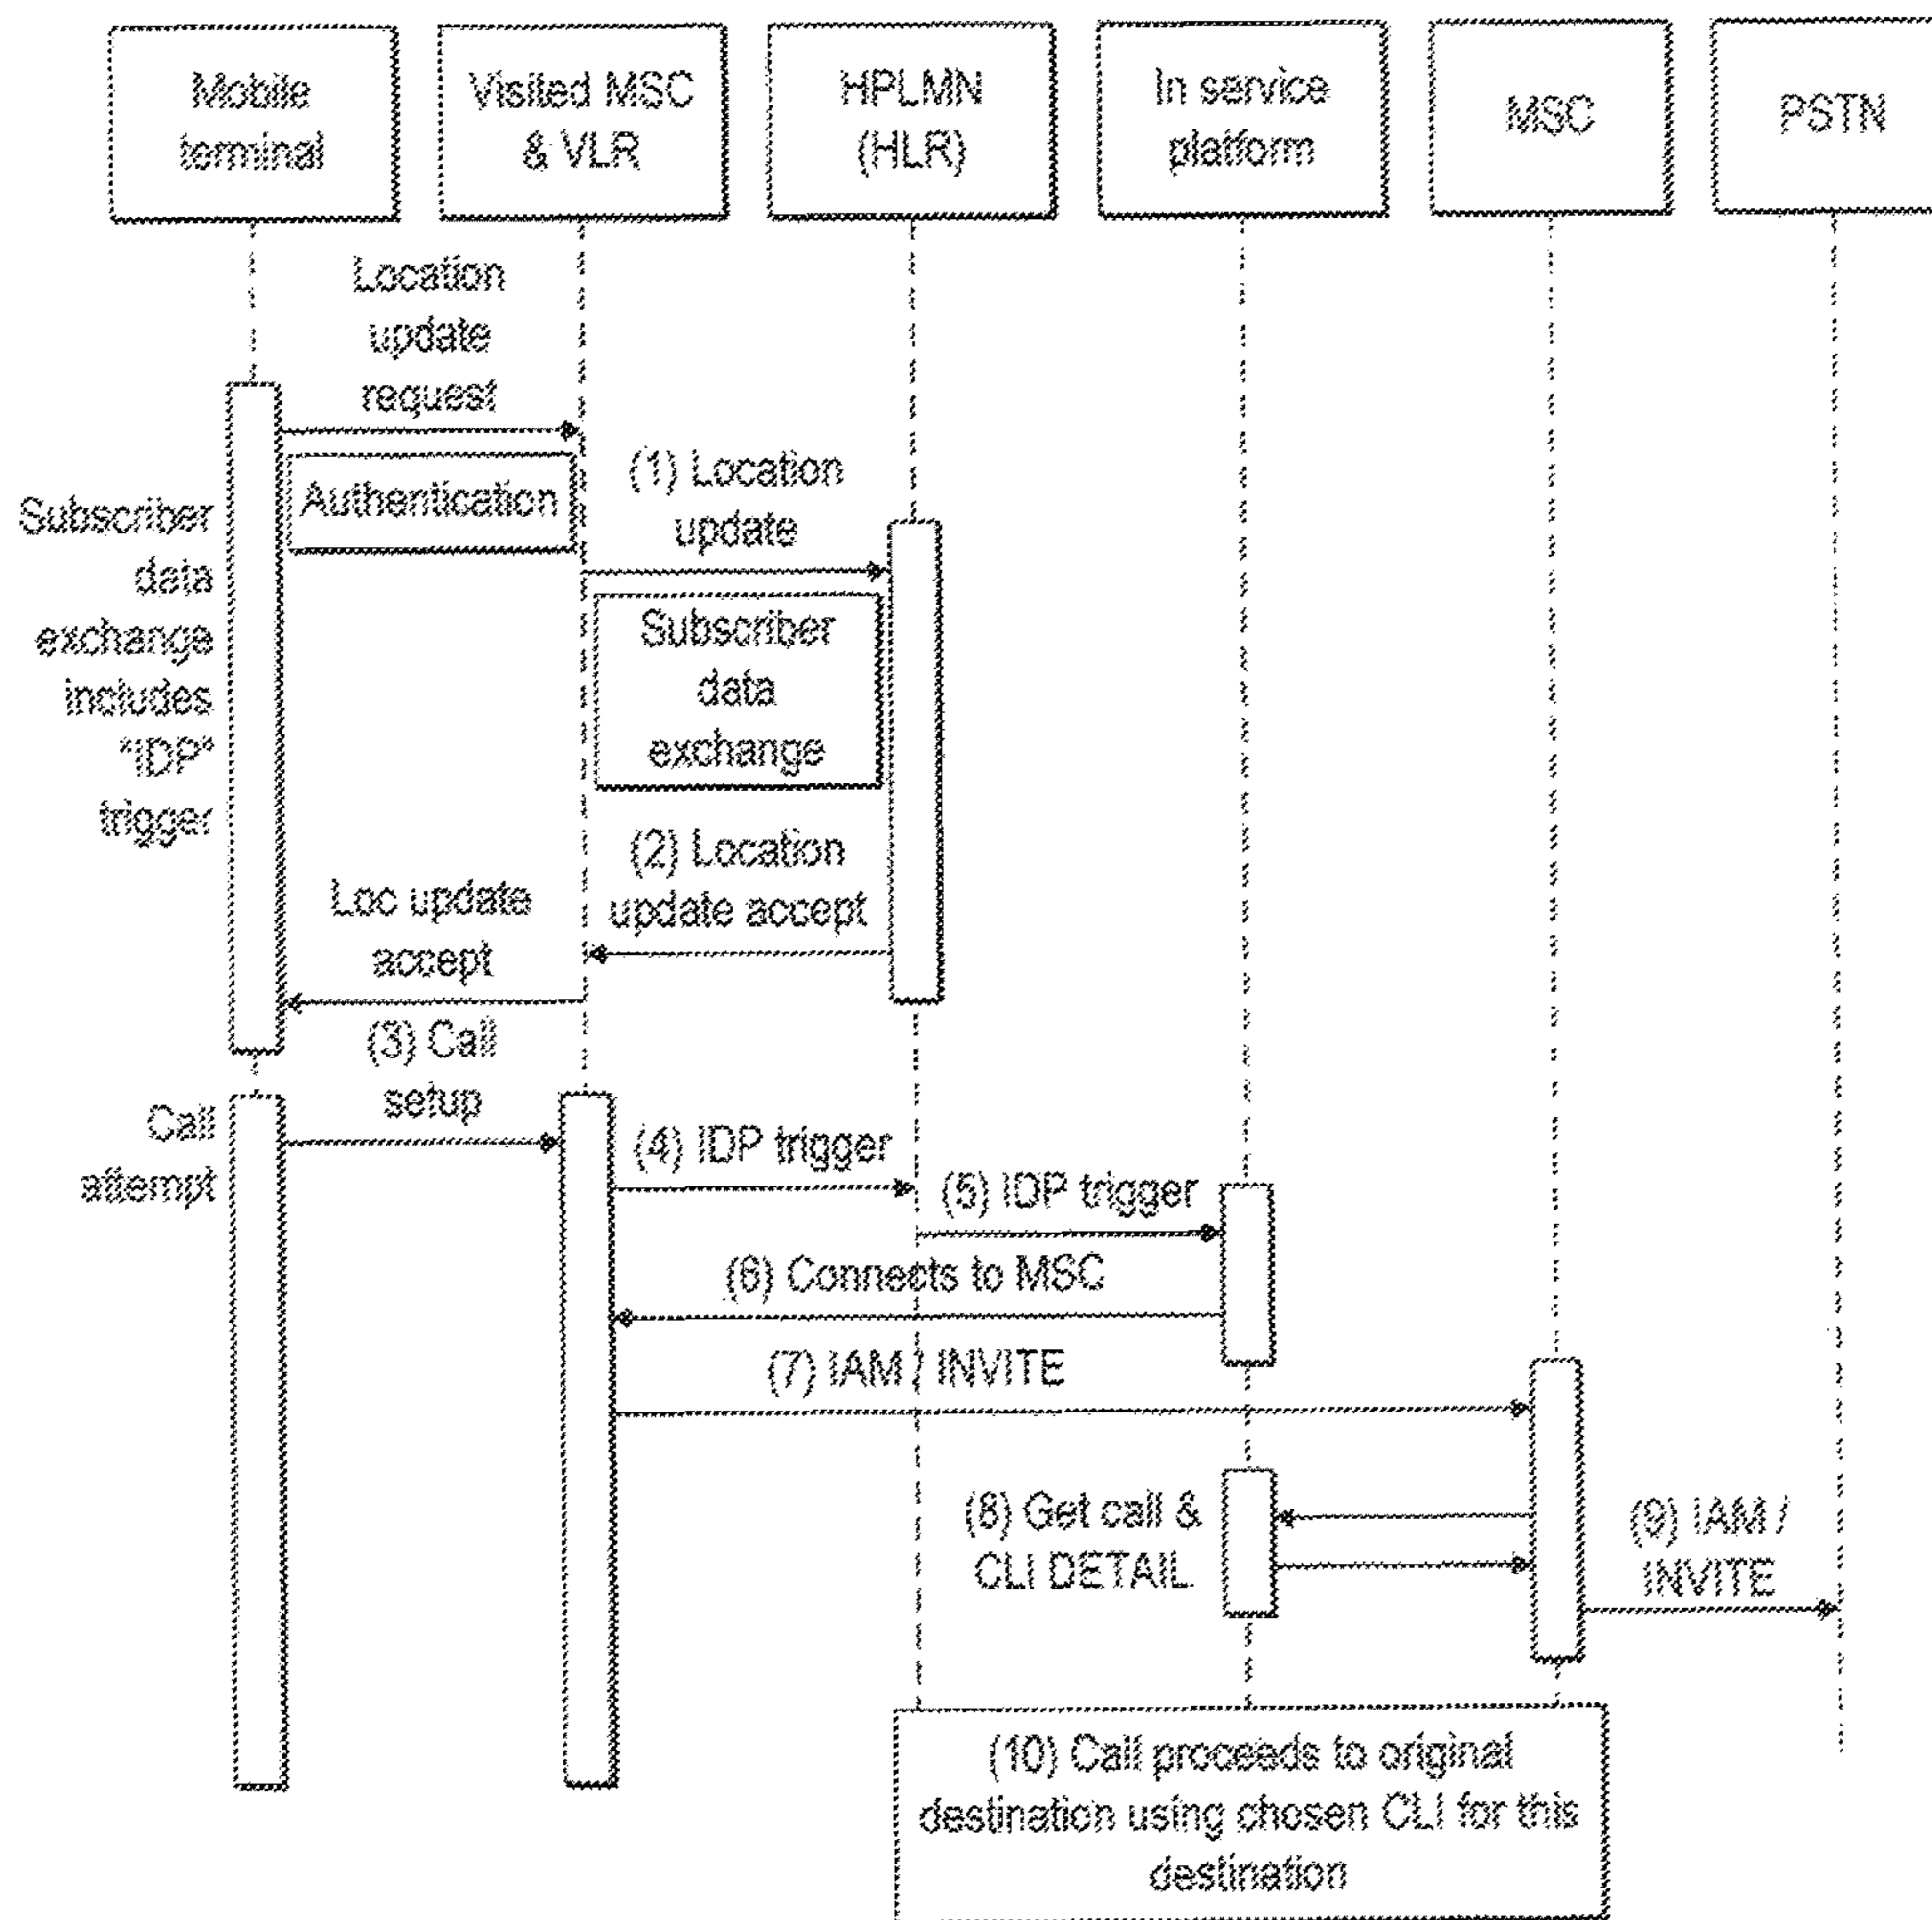 Mobile
terminal
Visited MSC
& VLR
HPLMN
(HLR)
In service
platform
MSC
PSTN
Location
update
request
Authentication
Subscriber
data
exchange
includes
"IDP"
trigger
(1) Location
update
Subscriber
data
exchange
(2) Location
update accept
Loc update
accept
(3) Call
setup
Call
attempt
(4) IDP trigger
(5) IDP trigger
(6) Connects to MSC
(7) IAM / INVITE
(8) Get call &
CLI DETAIL
(9) IAM /
INVITE
(10) Call proceeds to original
destination using chosen CLI for this
destination